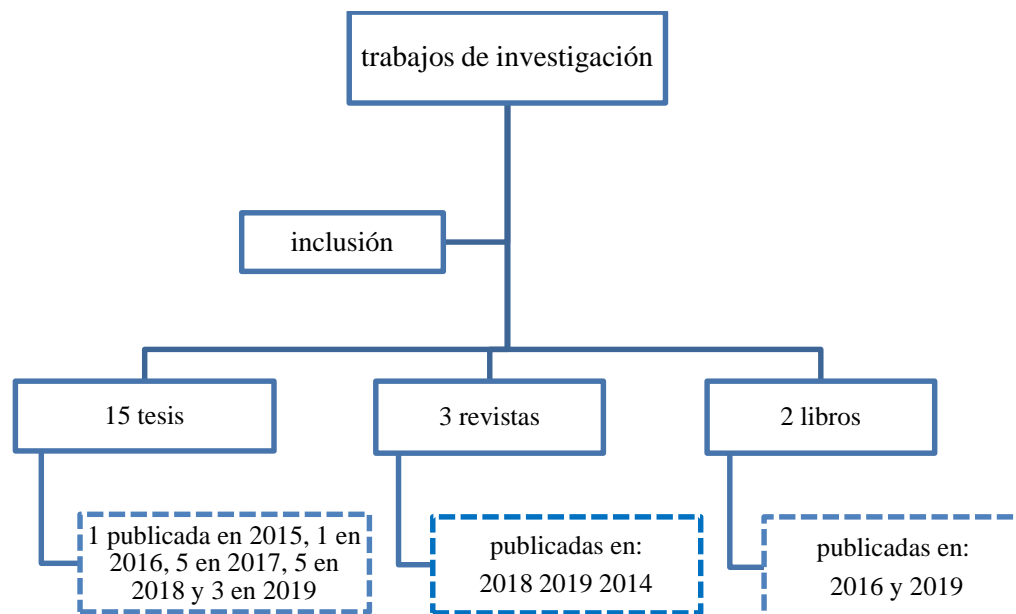 trabajos de investigación
inclusión
15 tesis
3 revistas
2 libros
1 publicada en 2015, 1 en
2016, 5 en 2017, 5 en
2018 y 3 en 2019
publicadas en:
2018 2019 2014
publicadas en:
2016 y 2019